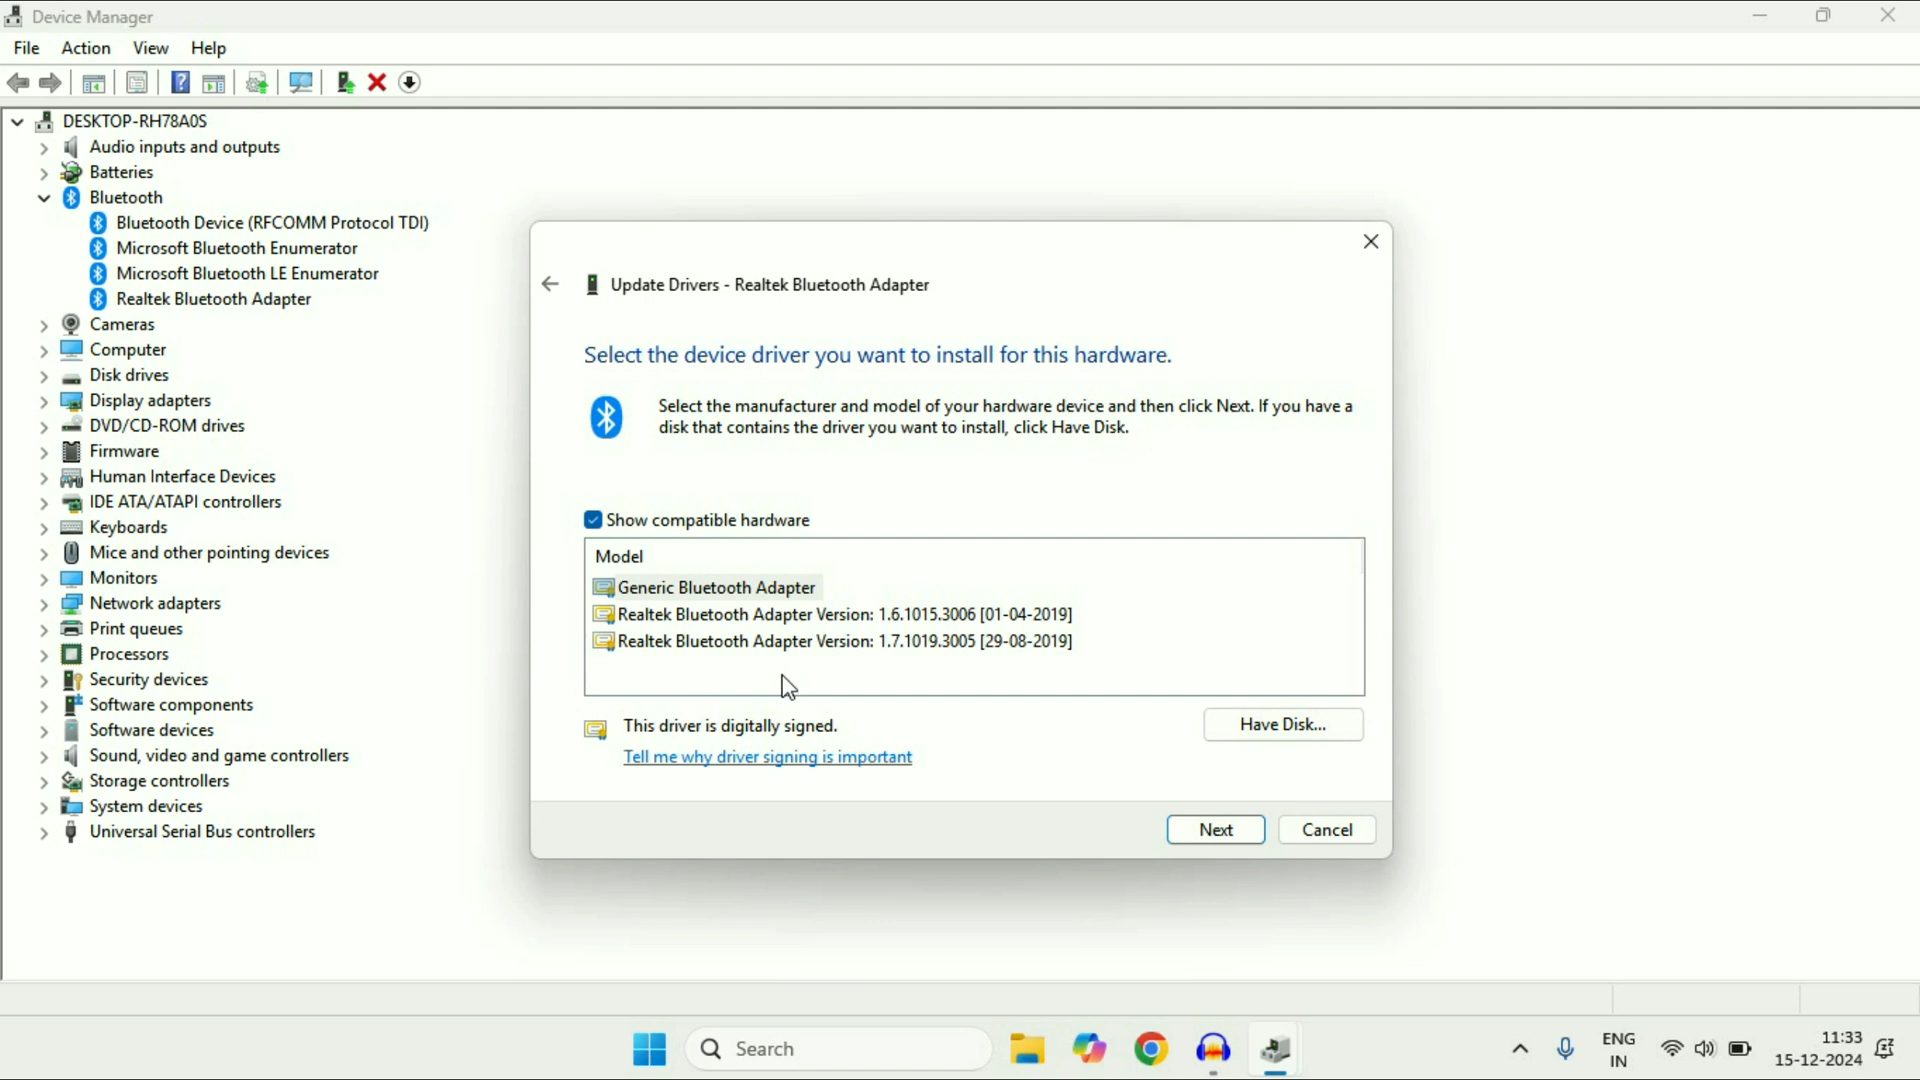 Device Manager
File Action View Help
DESKTOP-RH78A0S
Audio inputs and outputs
Batteries
Bluetooth
Bluetooth Device (RFCOMM Protocol TDI)
Microsoft Bluetooth Enumerator
Microsoft Bluetooth LE Enumerator
Realtek Bluetooth Adapter
Cameras
Computer
Disk drives
Display adapters
DVD/CD-ROM drives
Firmware
Human Interface Devices
IDE ATA/ATAPI controllers
Keyboards
Mice and other pointing devices
Monitors
Network adapters
Print queues
Processors
Security devices
Software components
Software devices
Sound, video and game controllers
Storage controllers
System devices
Universal Serial Bus controllers
Update Drivers - Realtek Bluetooth Adapter
Select the device driver you want to install for this hardware.
Select the manufacturer and model of your hardware device and then click Next. If you have a
disk that contains the driver you want to install, click Have Disk.
Show compatible hardware
Model
Generic Bluetooth Adapter
Realtek Bluetooth Adapter Version: 1.6.1015.3006 [01-04-2019]
Realtek Bluetooth Adapter Version: 1.7.1019.3005 [29-08-2019]
This driver is digitally signed.
Have Disk...
Tell me why driver signing is important
Next
Cancel
Search
ENG
IN
11:33
15-12-2024